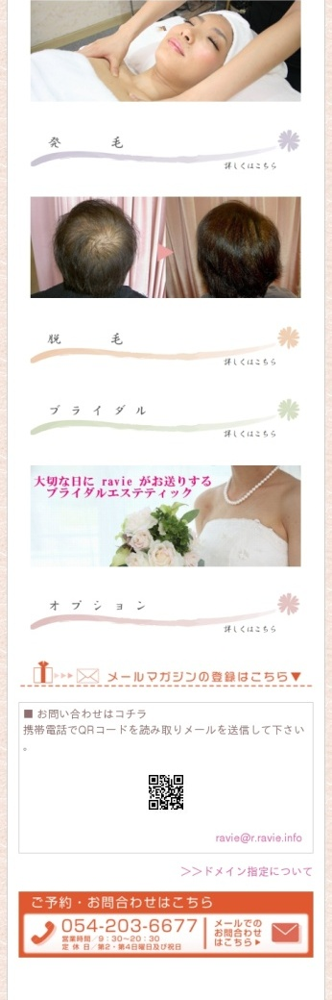 発毛
詳しくはこちら
脱毛
詳しくはこちら
ブライダル
詳しくはこちら
大切な日に ravie がお送りする
ブライダルエステティック
オプション
詳しくはこちら
メールマガジンの登録はこちら▼
■ お問い合わせはコチラ
携帯電話でQRコードを読み取りメールを送信して下さい
。
ravie@r.ravie.info
>>ドメイン指定について
ご予約・お問合わせはこちら
054-203-6677
営業時間／9：30～20：30
定 休 日／第2・第4日曜日及び祝日
メールでの
お問合わせ
はこちら▶